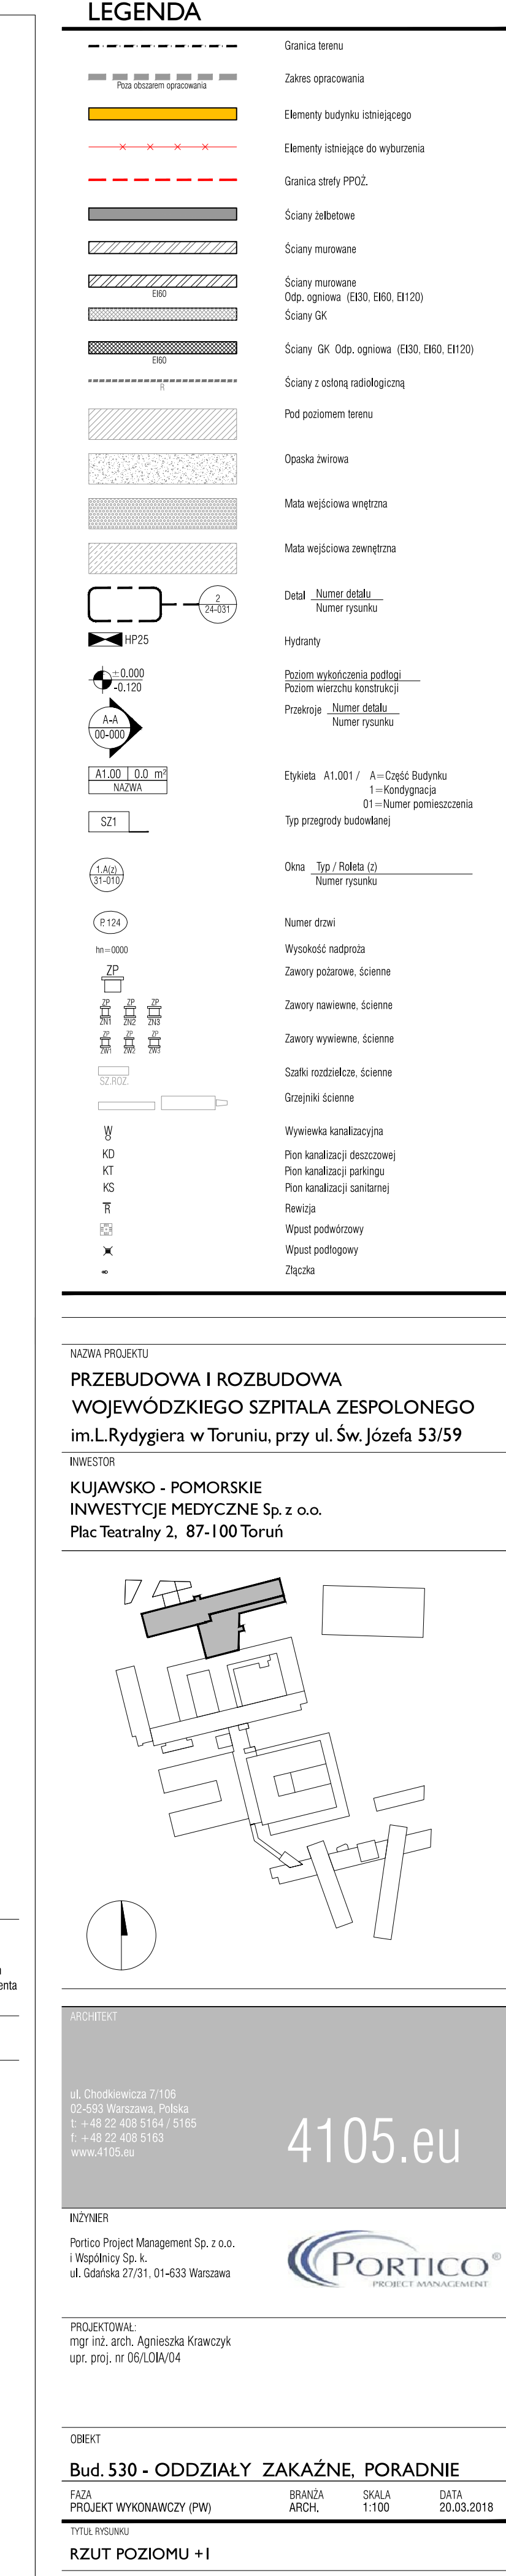 LEGENDA
Granica terenu
Zakres opracowania
Poza obszarem opracowania
Elementy budynku istniejącego
Elementy istniejące do wyburzenia
Granica strefy PPOŻ.
Ściany żelbetowe
Ściany murowane
Ściany murowane
EI60 Odp. ogniowa (EI30, EI60, EI120)
Ściany GK
Ściany GK Odp. ogniowa (EI30, EI60, EI120)
EI60
Ściany z osłoną radiologiczną
R
Pod poziomem terenu
Opaska żwirowa
Mata wejściowa wnętrzna
Mata wejściowa zewnętrzna
2
24-031
Detal Numer detalu
Numer rysunku
HP25 Hydranty
±0.000
-0.120
Poziom wykończenia podłogi
Poziom wierzchu konstrukcji
A-A
00-000
Przekroje Numer detalu
Numer rysunku
A1.00 0.0 m²
NAZWA
Etykieta A1.001 / A=Część Budynku
1=Kondygnacja
01=Numer pomieszczenia
SZ1 Typ przegrody budowlanej
1.A(z)
31-010
Okna Typ / Roleta (z)
Numer rysunku
P. 124 Numer drzwi
hn=0000 Wysokość nadproża
ZP Zawory pożarowe, ścienne
ZP ZP ZP
ZN1 ZN2 ZN3
Zawory nawiewne, ścienne
ZP ZP ZP
ZW1 ZW2 ZW3
Zawory wywiewne, ścienne
SZ.ROZ. Szafki rozdzielcze, ścienne
Grzejniki ścienne
W Wywiewka kanalizacyjna
KD Pion kanalizacji deszczowej
KT Pion kanalizacji parkingu
KS Pion kanalizacji sanitarnej
R Rewizja
Wpust podwórzowy
Wpust podłogowy
Złączka
NAZWA PROJEKTU
PRZEBUDOWA I ROZBUDOWA
WOJEWÓDZKIEGO SZPITALA ZESPOLONEGO
im.L.Rydygiera w Toruniu, przy ul. Św. Józefa 53/59
INWESTOR
KUJAWSKO - POMORSKIE
INWESTYCJE MEDYCZNE Sp. z o.o.
Plac Teatralny 2, 87-100 Toruń
enta
ARCHITEKT
ul. Chodkiewicza 7/106
02-593 Warszawa, Polska
t: +48 22 408 5164 / 5165
f: +48 22 408 5163
www.4105.eu
4105.eu
INŻYNIER
Portico Project Management Sp. z o.o.
i Wspólnicy Sp. k.
ul. Gdańska 27/31, 01-633 Warszawa
PORTICO®
PROJECT MANAGEMENT
PROJEKTOWAŁ:
mgr inż. arch. Agnieszka Krawczyk
upr. proj. nr 06/LOIA/04
OBIEKT
Bud. 530 - ODDZIAŁY ZAKAŹNE, PORADNIE
FAZA BRANŻA SKALA DATA
PROJEKT WYKONAWCZY (PW) ARCH. 1:100 20.03.2018
TYTUŁ RYSUNKU
RZUT POZIOMU +1